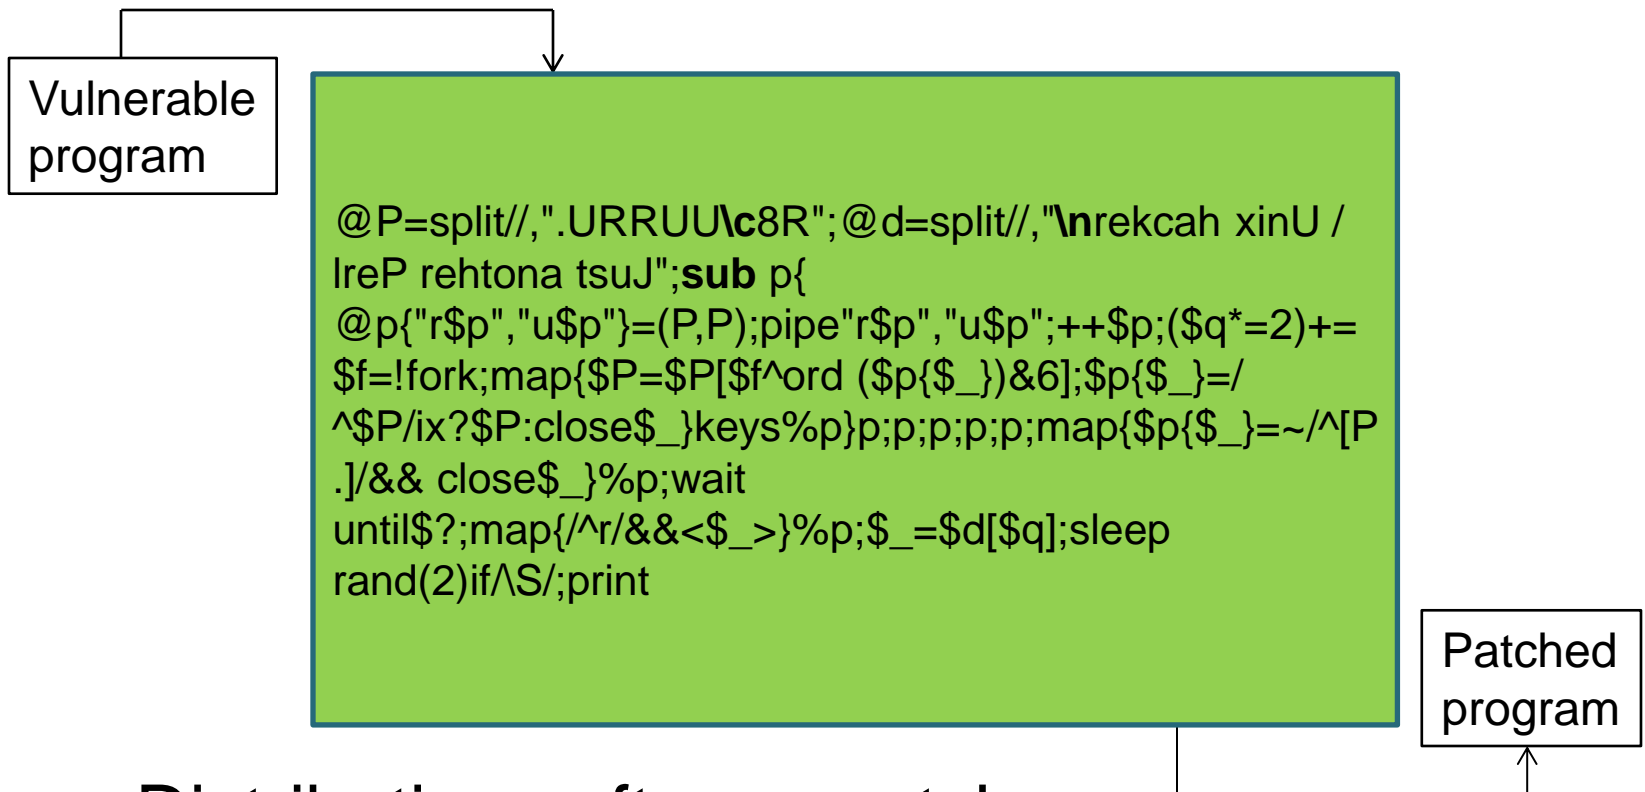 Vulnerable
program
@P=split//,".URRUU\c8R";@d=split//,"\nrekcah xinU /
lreP rehtona tsuJ";sub p{
@p{"r$p","u$p"}=(P,P);pipe"r$p","u$p";++$p;($q*=2)+=
$f=!fork;map{$P=$P[$f^ord ($p{$_})&6];$p{$_}=/
^$P/ix?$P:close$_}keys%p}p;p;p;p;p;map{$p{$_}=~/^[P
.]/&& close$_}%p;wait
until$?;map{/^r/&&<$_>}%p;$_=$d[$q];sleep
rand(2)if/\S/;print
Patched
program